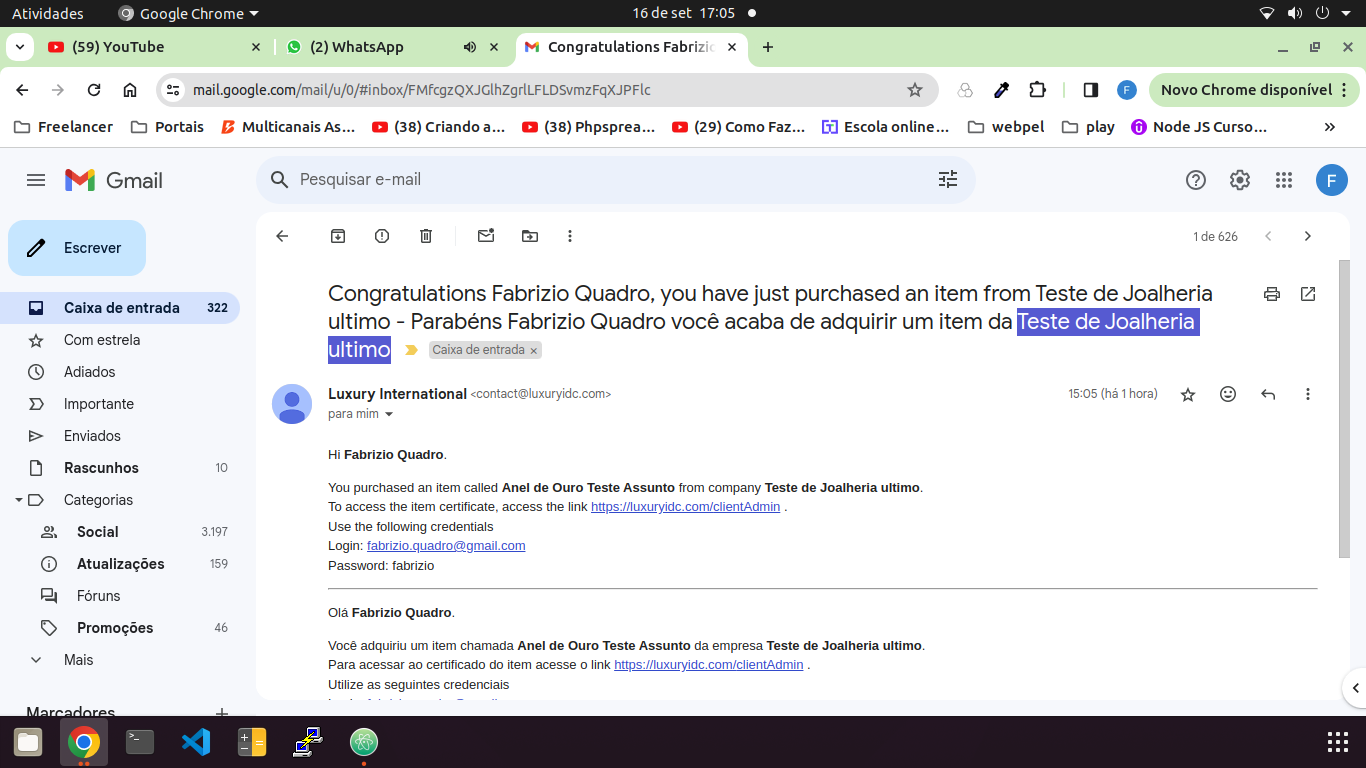 Atividades
Google Chrome
16 de set 17:05
(59) YouTube
(2) WhatsApp
Congratulations Fabrizio
mail.google.com/mail/u/0/#inbox/FMfcgzQXJGlhZgrlLFLDSvmzFqXJPFlc
F
Novo Chrome disponível
Freelancer
Portais
Multicanais As...
(38) Criando a...
(38) Phpsprea...
(29) Como Faz...
Escola online...
webpel
play
Node JS Curso...
Gmail
Pesquisar e-mail
F
Escrever
1 de 626
Caixa de entrada 322
Com estrela
Adiados
Importante
Enviados
Rascunhos 10
Categorias
Social 3.197
Atualizações 159
Fóruns
Promoções 46
Mais
Marcadores
Congratulations Fabrizio Quadro, you have just purchased an item from Teste de Joalheria
ultimo - Parabéns Fabrizio Quadro você acaba de adquirir um item da Teste de Joalheria
ultimo Caixa de entrada
Luxury International <contact@luxuryidc.com> 15:05 (há 1 hora)
para mim
Hi Fabrizio Quadro.
You purchased an item called Anel de Ouro Teste Assunto from company Teste de Joalheria ultimo.
To access the item certificate, access the link https://luxuryidc.com/clientAdmin .
Use the following credentials
Login: fabrizio.quadro@gmail.com
Password: fabrizio
Olá Fabrizio Quadro.
Você adquiriu um item chamada Anel de Ouro Teste Assunto da empresa Teste de Joalheria ultimo.
Para acessar ao certificado do item acesse o link https://luxuryidc.com/clientAdmin .
Utilize as seguintes credenciais